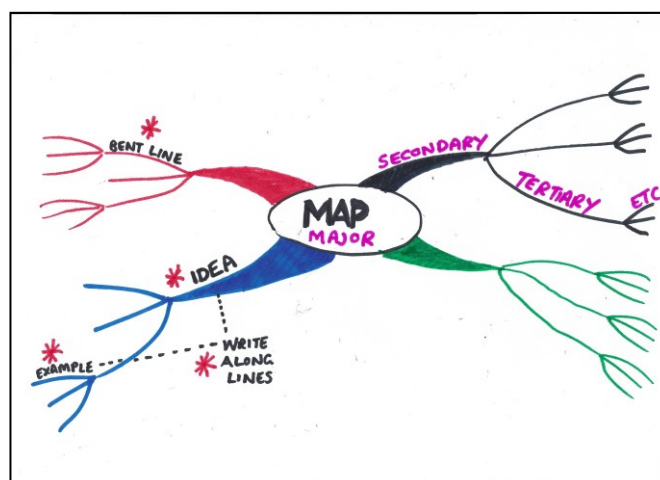 BENT LINE
SECONDARY
TERTIARY
ETC
MAP
MAJOR
IDEA
WRITE
ALONG
LINES
EXAMPLE